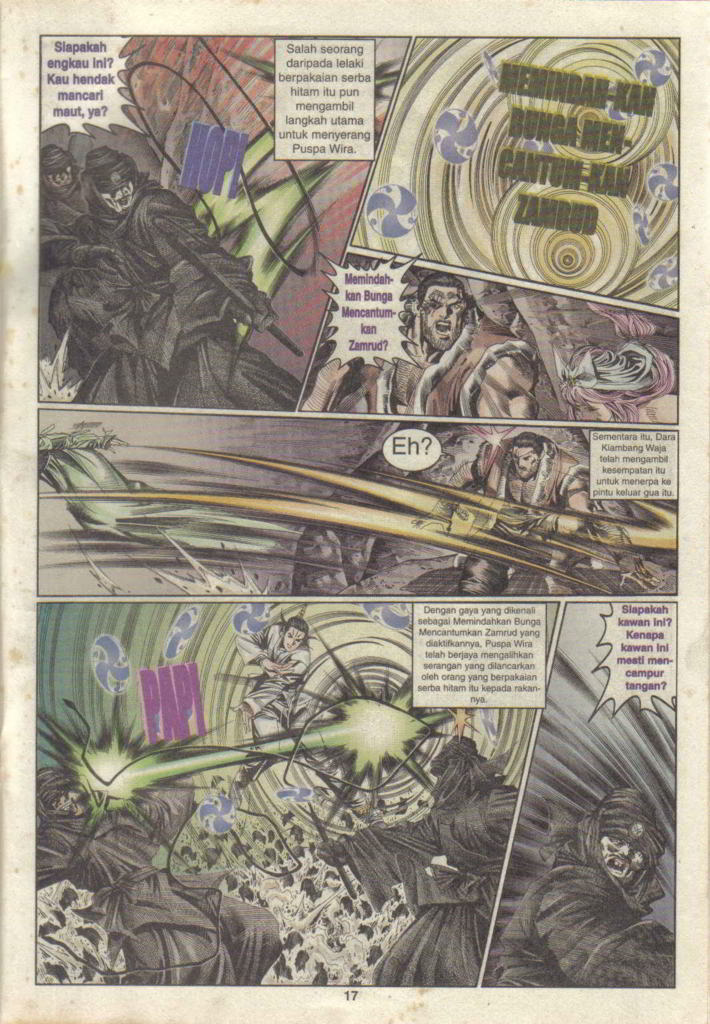 Siapakah
engkau ini?
Kau hendak
mancari
maut, ya?
Salah seorang
daripada lelaki
berpakaian serba
hitam itu pun
mengambil
langkah utama
untuk menyerang
Puspa Wira.
MEMINDAH-KAN
BUNGA MEN-
CANTUM-KAN
ZAMRUD
Memindah-
kan Bunga
Mencantum-
kan
Zamrud?
Eh?
Sementara itu, Dara
Kiambang Waja
telah mengambil
kesempatan itu
untuk menerpa ke
pintu keluar gua itu.
Dengan gaya yang dikenali
sebagai Memindahkan Bunga
Mencantumkan Zamrud yang
diaktifkannya, Puspa Wira
telah berjaya mengalihkan
serangan yang dilancarkan
oleh orang yang berpakaian
serba hitam itu kepada rakan-
nya.
Siapakah
kawan ini?
Kenapa
kawan ini
mesti men-
campur
tangan?
17